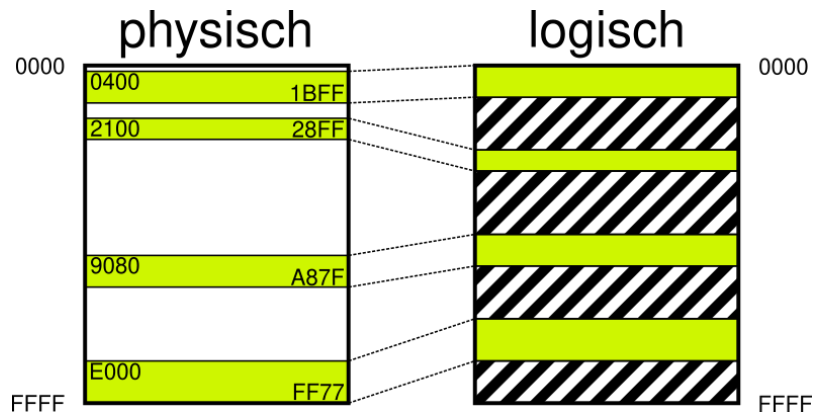 physisch logisch
0000 0000
0400
1BFF
2100 28FF
9080
A87F
E000
FF77
FFFF FFFF